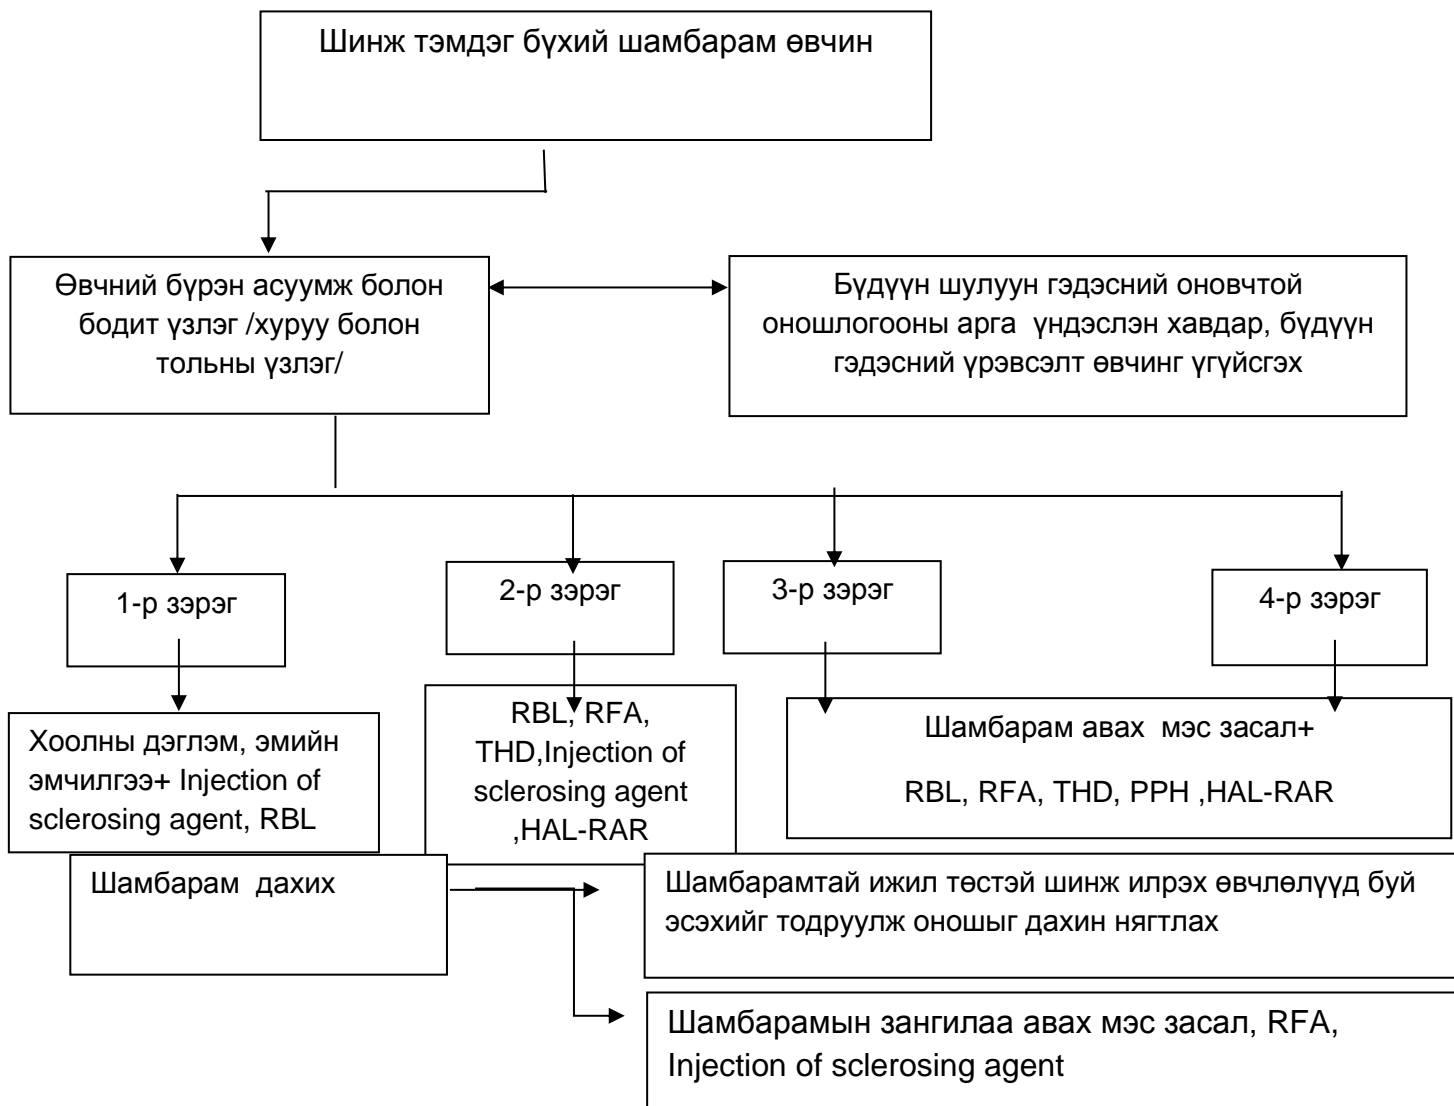 Шинж тэмдэг бүхий шамбарам өвчин
Өвчний бүрэн асуумж болон
бодит үзлэг /хуруу болон
тольны үзлэг/
Бүдүүн шулуун гэдэсний оновчтой
оношлогооны арга үндэслэн хавдар, бүдүүн
гэдэсний үрэвсэлт өвчинг үгүйсгэх
1-р зэрэг
2-р зэрэг
3-р зэрэг
4-р зэрэг
Хоолны дэглэм, эмийн
эмчилгээ+ Injection of
sclerosing agent, RBL
RBL, RFA,
THD,Injection of
sclerosing agent
,HAL-RAR
Шамбарам авах мэс засал+
RBL, RFA, THD, PPH ,HAL-RAR
Шамбарам дахих
Шамбарамтай ижил төстэй шинж илрэх өвчлөлүүд буй
эсэхийг тодруулж оношыг дахин нягтлах
Шамбарамын зангилаа авах мэс засал, RFA,
Injection of sclerosing agent